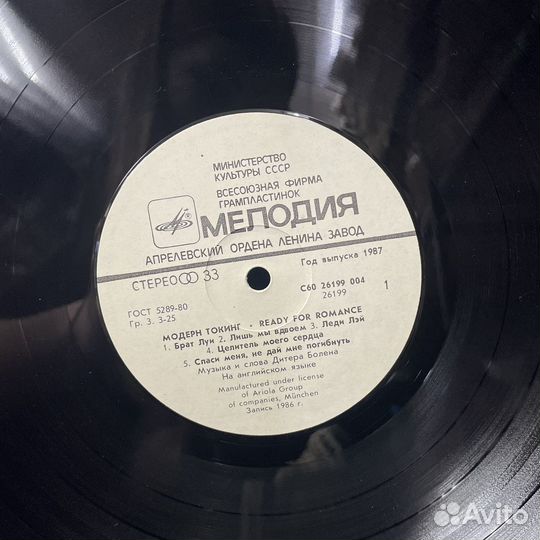 МИНИСТЕРСТВО
КУЛЬТУРЫ СССР
ВСЕСОЮЗНАЯ ФИРМА
ГРАМПЛАСТИНОК
МЕЛОДИЯ
АПРЕЛЕВСКИЙ ОРДЕНА ЛЕНИНА ЗАВОД
СТЕРЕО 33
Год выпуска 1987
ГОСТ 5289-80
Гр. 3. 3-25
С60 26199 004
26199
1
МОДЕРН ТОКИНГ · READY FOR ROMANCE
1. Брат Луи 2. Лишь мы вдвоем 3. Леди Лэй
4. Целитель моего сердца
5. Спаси меня, не дай мне погибнуть
Музыка и слова Дитера Болена
На английском языке
Manufactured under license
of Ariola Group
of companies, München
Запись 1986 г.
Avito